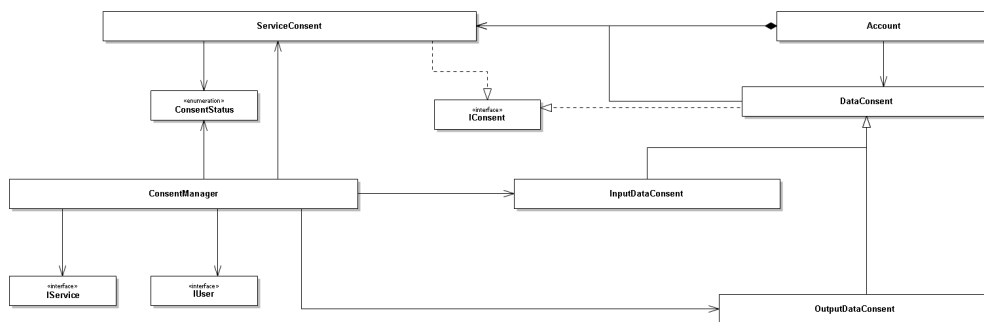 ServiceConsent
Account
«enumeration»
ConsentStatus
«interface»
IConsent
DataConsent
ConsentManager
InputDataConsent
«interface»
IService
«interface»
IUser
OutputDataConsent